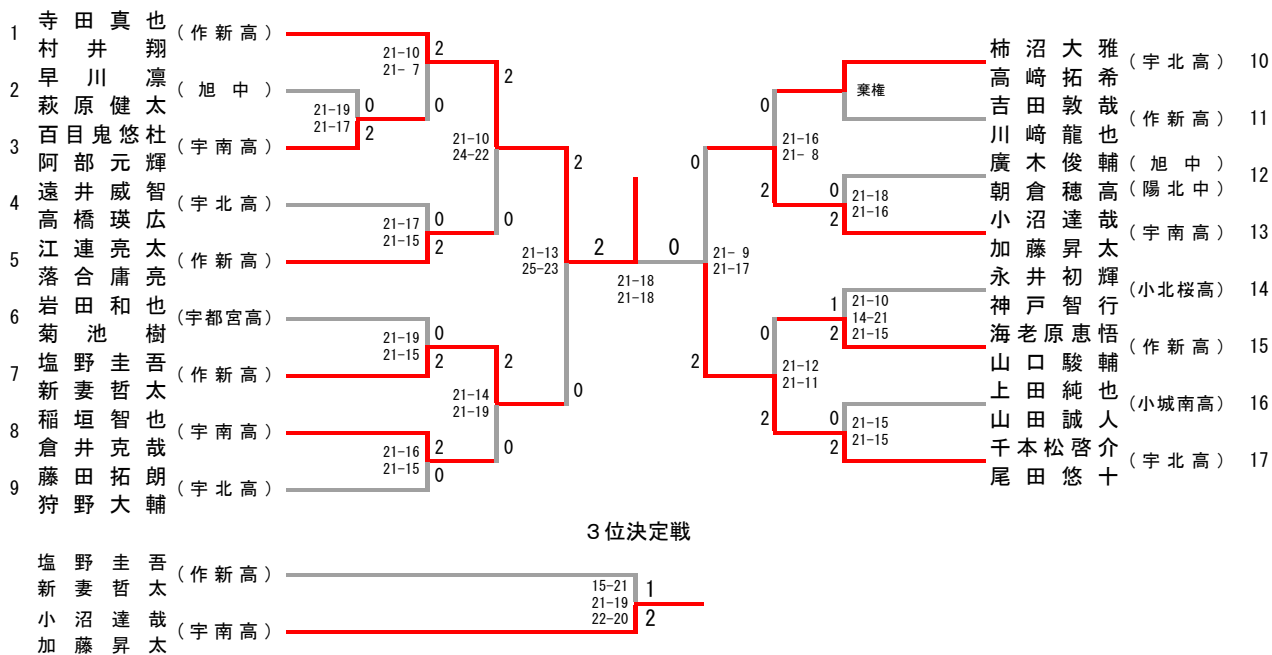 1 寺田真也 (作新高)
村井翔
2 早川凛 (旭中)
萩原健太
3 百目鬼悠杜 (宇南高)
阿部元輝
4 遠井威智 (宇北高)
高橋瑛広
5 江連亮太 (作新高)
落合庸亮
6 岩田和也 (宇都宮高)
菊池樹
7 塩野圭吾 (作新高)
新妻哲太
8 稲垣智也 (宇南高)
倉井克哉
9 藤田拓朗 (宇北高)
狩野大輔
21-10
21- 7
2
0
21-19
21-17
0
2
21-10
24-22
2
0
21-17
21-15
0
2
21-13
25-23
2
0
21-19
21-15
0
2
21-14
21-19
2
0
21-16
21-15
2
0
2 0
21-18
21-18
柿沼大雅 (宇北高) 10
高﨑拓希
吉田敦哉 (作新高) 11
川﨑龍也
廣木俊輔 (旭中) 12
朝倉穂高 (陽北中)
小沼達哉 (宇南高) 13
加藤昇太
永井初輝 (小北桜高) 14
神戸智行
海老原恵悟 (作新高) 15
山口駿輔
上田純也 (小城南高) 16
山田誠人
千本松啓介 (宇北高) 17
尾田悠十
棄権
0
2
21-16
21- 8
0
2
21-18
21-16
0
2
21- 9
21-17
1
2
21-10
14-21
21-15
0
2
21-12
21-11
0
2
21-15
21-15
3位決定戦
塩野圭吾 (作新高)
新妻哲太
小沼達哉 (宇南高)
加藤昇太
15-21
21-19
22-20
1
2